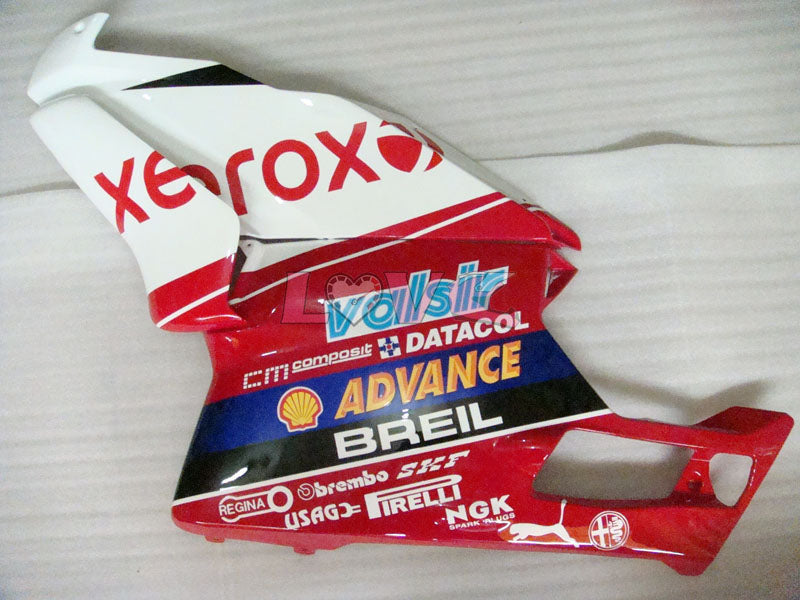 xerox
valsir
cm composit DATACOL
ADVANCE
BREIL
REGINA brembo SKF
USAG PIRELLI
NGK
SPARK PLUGS